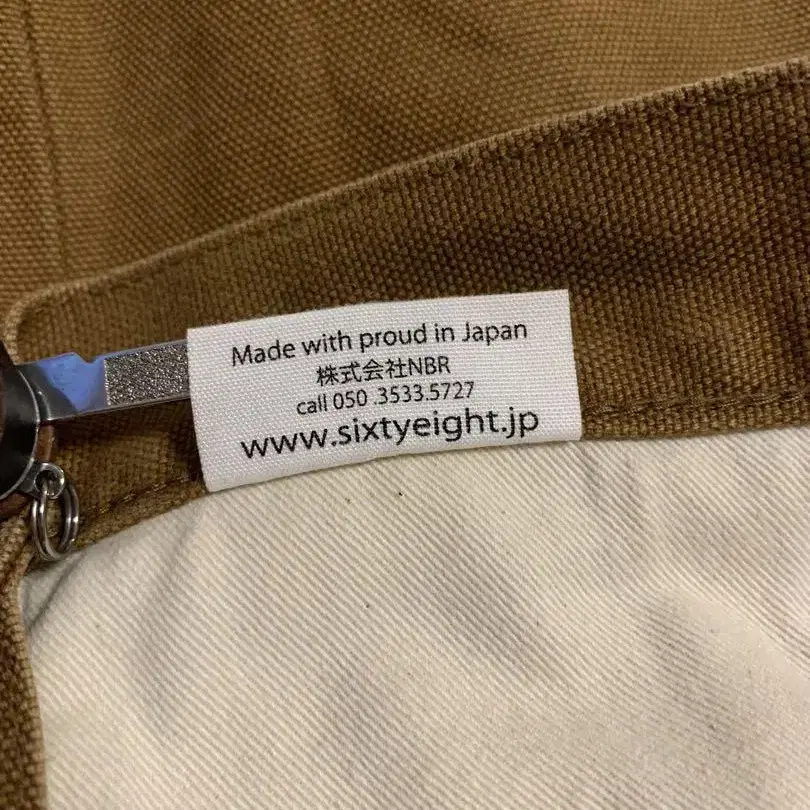 Made with proud in Japan
株式会社NBR
call 050 .3533.5727
www.sixtyeight.jp